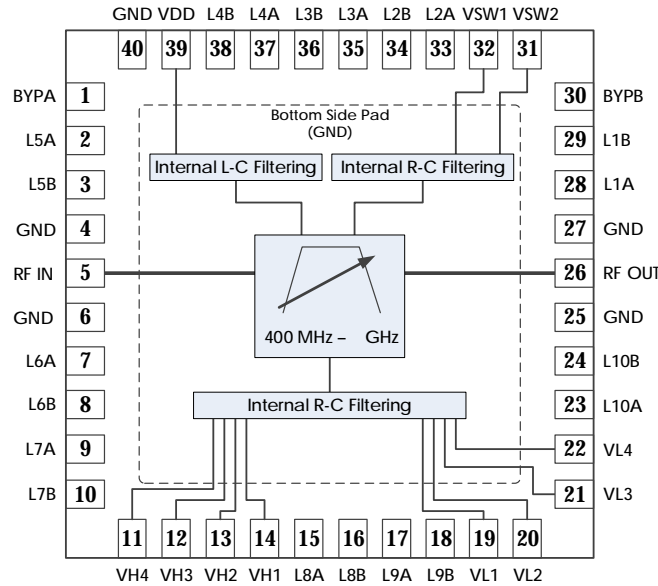 GND VDD L4B L4A L3B L3A L2B L2A VSW1 VSW2
40 39 38 37 36 35 34 33 32 31
BYPA 1 30 BYPB
Bottom Side Pad
(GND)
L5A 2 29 L1B
Internal L-C Filtering Internal R-C Filtering
L5B 3 28 L1A
GND 4 27 GND
RF IN 5 26 RF OUT
GND 6 25 GND
400 MHz – GHz
L6A 7 24 L10B
L6B 8 Internal R-C Filtering 23 L10A
L7A 9 22 VL4
L7B 10 21 VL3
11 12 13 14 15 16 17 18 19 20
VH4 VH3 VH2 VH1 L8A L8B L9A L9B VL1 VL2